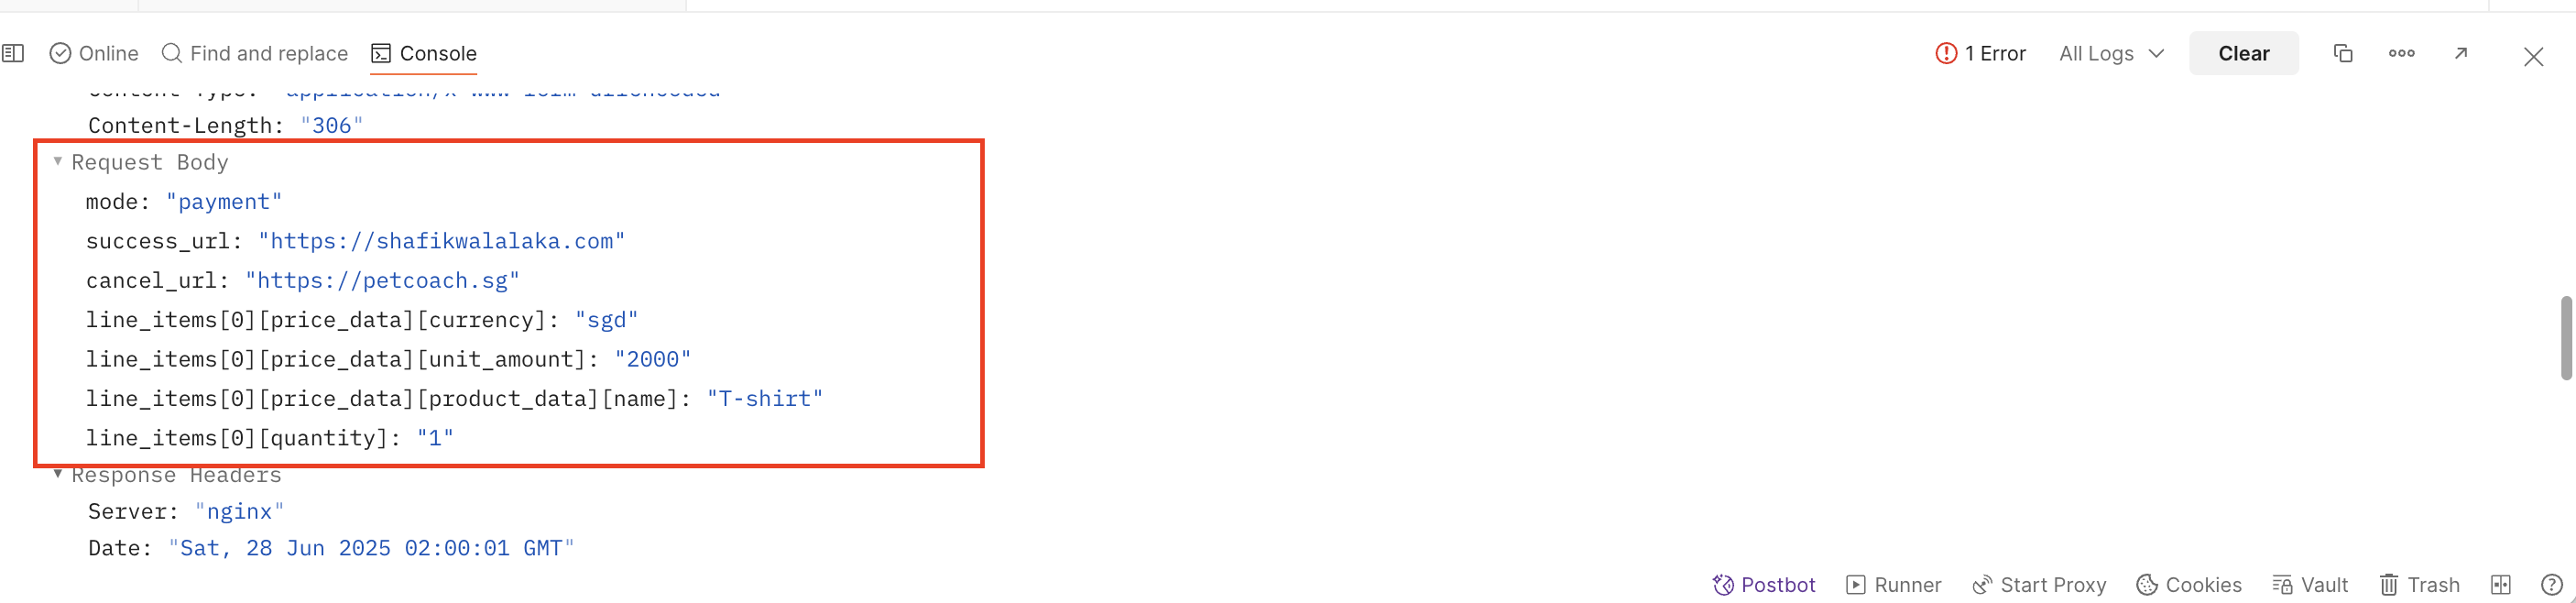 Online Find and replace Console 1 Error All Logs Clear
Content-Type: "application/x-www-form-urlencoded"
Content-Length: "306"
Request Body
mode: "payment"
success_url: "https://shafikwalalaka.com"
cancel_url: "https://petcoach.sg"
line_items[0][price_data][currency]: "sgd"
line_items[0][price_data][unit_amount]: "2000"
line_items[0][price_data][product_data][name]: "T-shirt"
line_items[0][quantity]: "1"
Response Headers
Server: "nginx"
Date: "Sat, 28 Jun 2025 02:00:01 GMT"
Postbot Runner Start Proxy Cookies Vault Trash